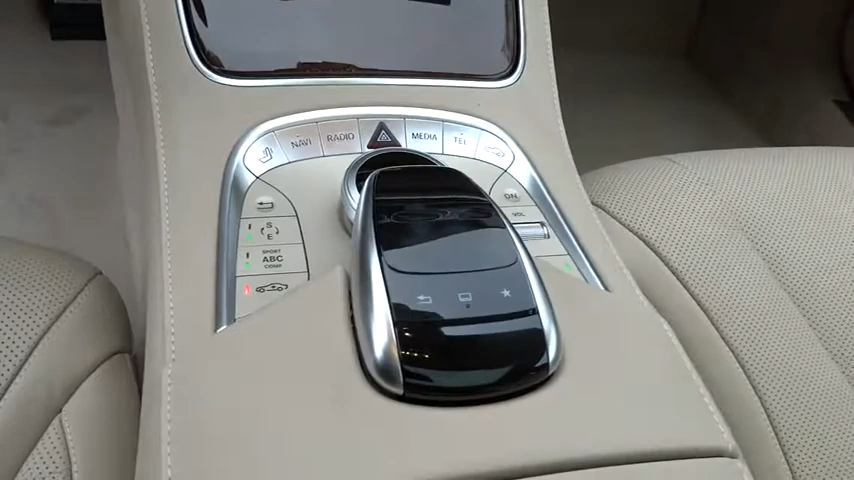 NAVI RADIO MEDIA TEL
ON
S
E
VOL
SPORT
ABC
COMF